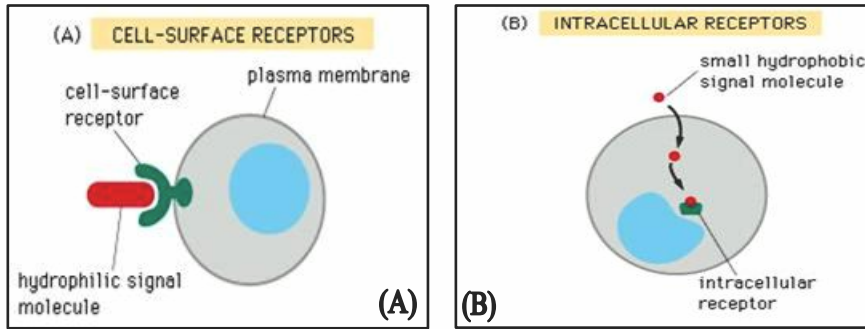 (A) CELL-SURFACE RECEPTORS
plasma membrane
cell-surface
receptor
hydrophilic signal
molecule
(A)
(B) INTRACELLULAR RECEPTORS
small hydrophobic
signal molecule
intracellular
receptor
(B)